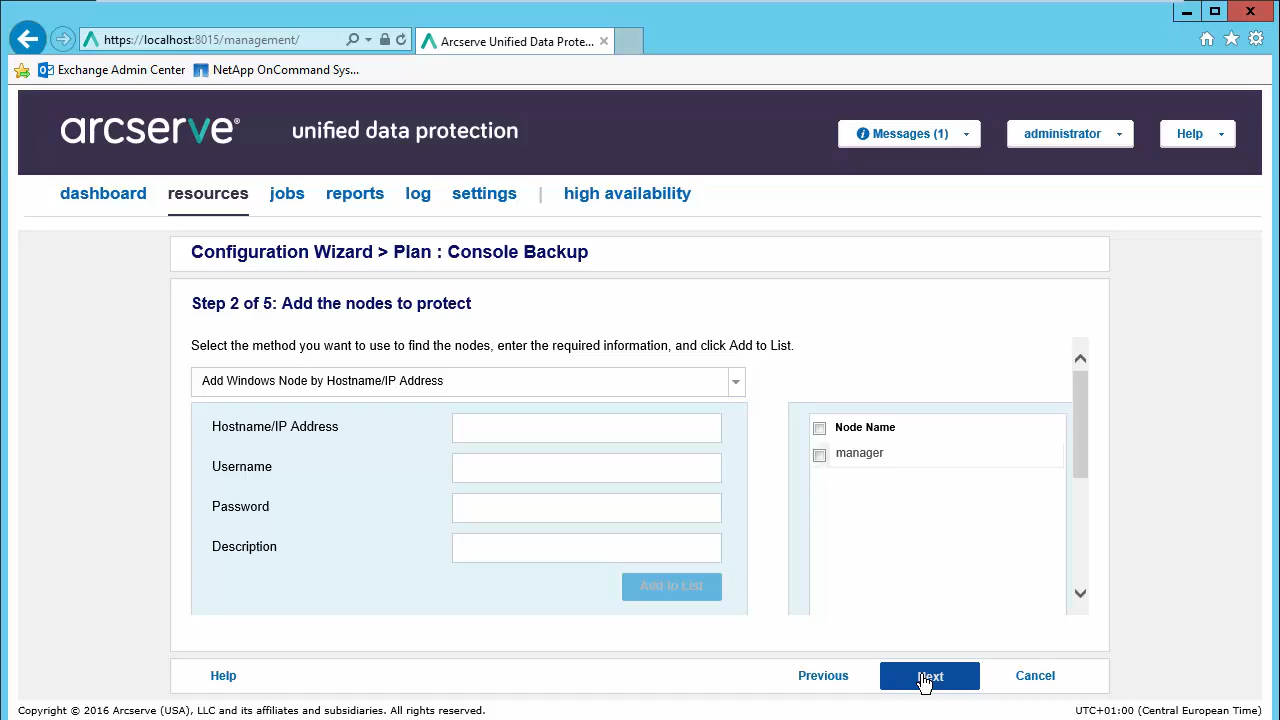 https://localhost:8015/management/
Arcserve Unified Data Prote...
Exchange Admin Center
NetApp OnCommand Sys...
arcserve® unified data protection
Messages (1)
administrator
Help
dashboard resources jobs reports log settings | high availability
Configuration Wizard > Plan : Console Backup
Step 2 of 5: Add the nodes to protect
Select the method you want to use to find the nodes, enter the required information, and click Add to List.
Add Windows Node by Hostname/IP Address
Hostname/IP Address
Username
Password
Description
Add to List
Node Name
manager
Help
Previous
Next
Cancel
Copyright © 2016 Arcserve (USA), LLC and its affiliates and subsidiaries. All rights reserved.
UTC+01:00 (Central European Time)